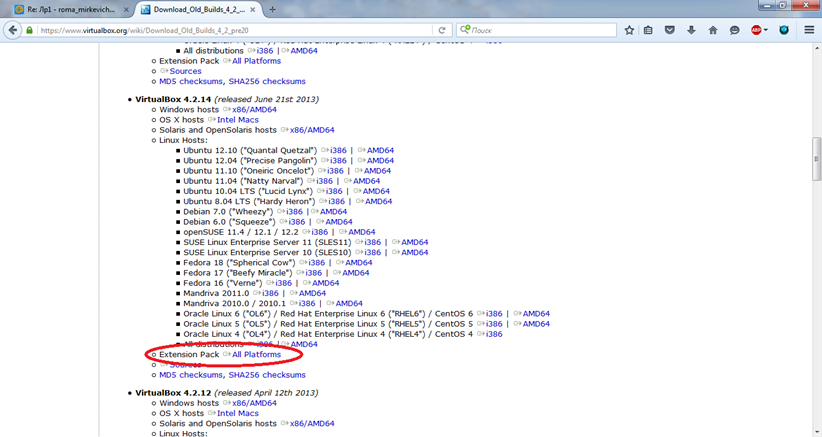 Re: Лр1 - roma_mirkevich...
Download_Old_Builds_4_2_...
https://www.virtualbox.org/wiki/Download_Old_Builds_4_2_pre20
Поиск
ABP
All distributions i386 | AMD64
Extension Pack All Platforms
Sources
MD5 checksums, SHA256 checksums
VirtualBox 4.2.14 (released June 21st 2013)
Windows hosts x86/AMD64
OS X hosts Intel Macs
Solaris and OpenSolaris hosts x86/AMD64
Linux Hosts:
Ubuntu 12.10 ("Quantal Quetzal") i386 | AMD64
Ubuntu 12.04 ("Precise Pangolin") i386 | AMD64
Ubuntu 11.10 ("Oneiric Oncelot") i386 | AMD64
Ubuntu 11.04 ("Natty Narwal") i386 | AMD64
Ubuntu 10.04 LTS ("Lucid Lynx") i386 | AMD64
Ubuntu 8.04 LTS ("Hardy Heron") i386 | AMD64
Debian 7.0 ("Wheezy") i386 | AMD64
Debian 6.0 ("Squeeze") i386 | AMD64
openSUSE 11.4 / 12.1 / 12.2 i386 | AMD64
SUSE Linux Enterprise Server 11 (SLES11) i386 | AMD64
SUSE Linux Enterprise Server 10 (SLES10) i386 | AMD64
Fedora 18 ("Spherical Cow") i386 | AMD64
Fedora 17 ("Beefy Miracle") i386 | AMD64
Fedora 16 ("Verne") i386 | AMD64
Mandriva 2011.0 i386 | AMD64
Mandriva 2010.0 / 2010.1 i386 | AMD64
Oracle Linux 6 ("OL6") / Red Hat Enterprise Linux 6 ("RHEL6") / CentOS 6 i386 | AMD64
Oracle Linux 5 ("OL5") / Red Hat Enterprise Linux 5 ("RHEL5") / CentOS 5 i386 | AMD64
Oracle Linux 4 ("OL4") / Red Hat Enterprise Linux 4 ("RHEL4") / CentOS 4 i386
All distributions i386 | AMD64
Extension Pack All Platforms
Sources
MD5 checksums, SHA256 checksums
VirtualBox 4.2.12 (released April 12th 2013)
Windows hosts x86/AMD64
OS X hosts Intel Macs
Solaris and OpenSolaris hosts x86/AMD64
Linux Hosts: